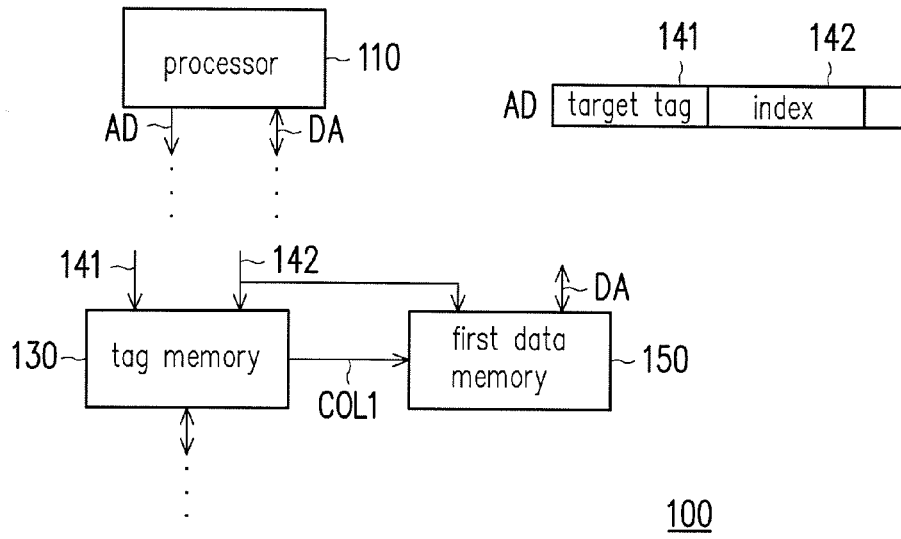 processor
110
AD
DA
141
142
AD
target tag
index
141
142
DA
130
tag memory
COL1
first data
memory
150
100